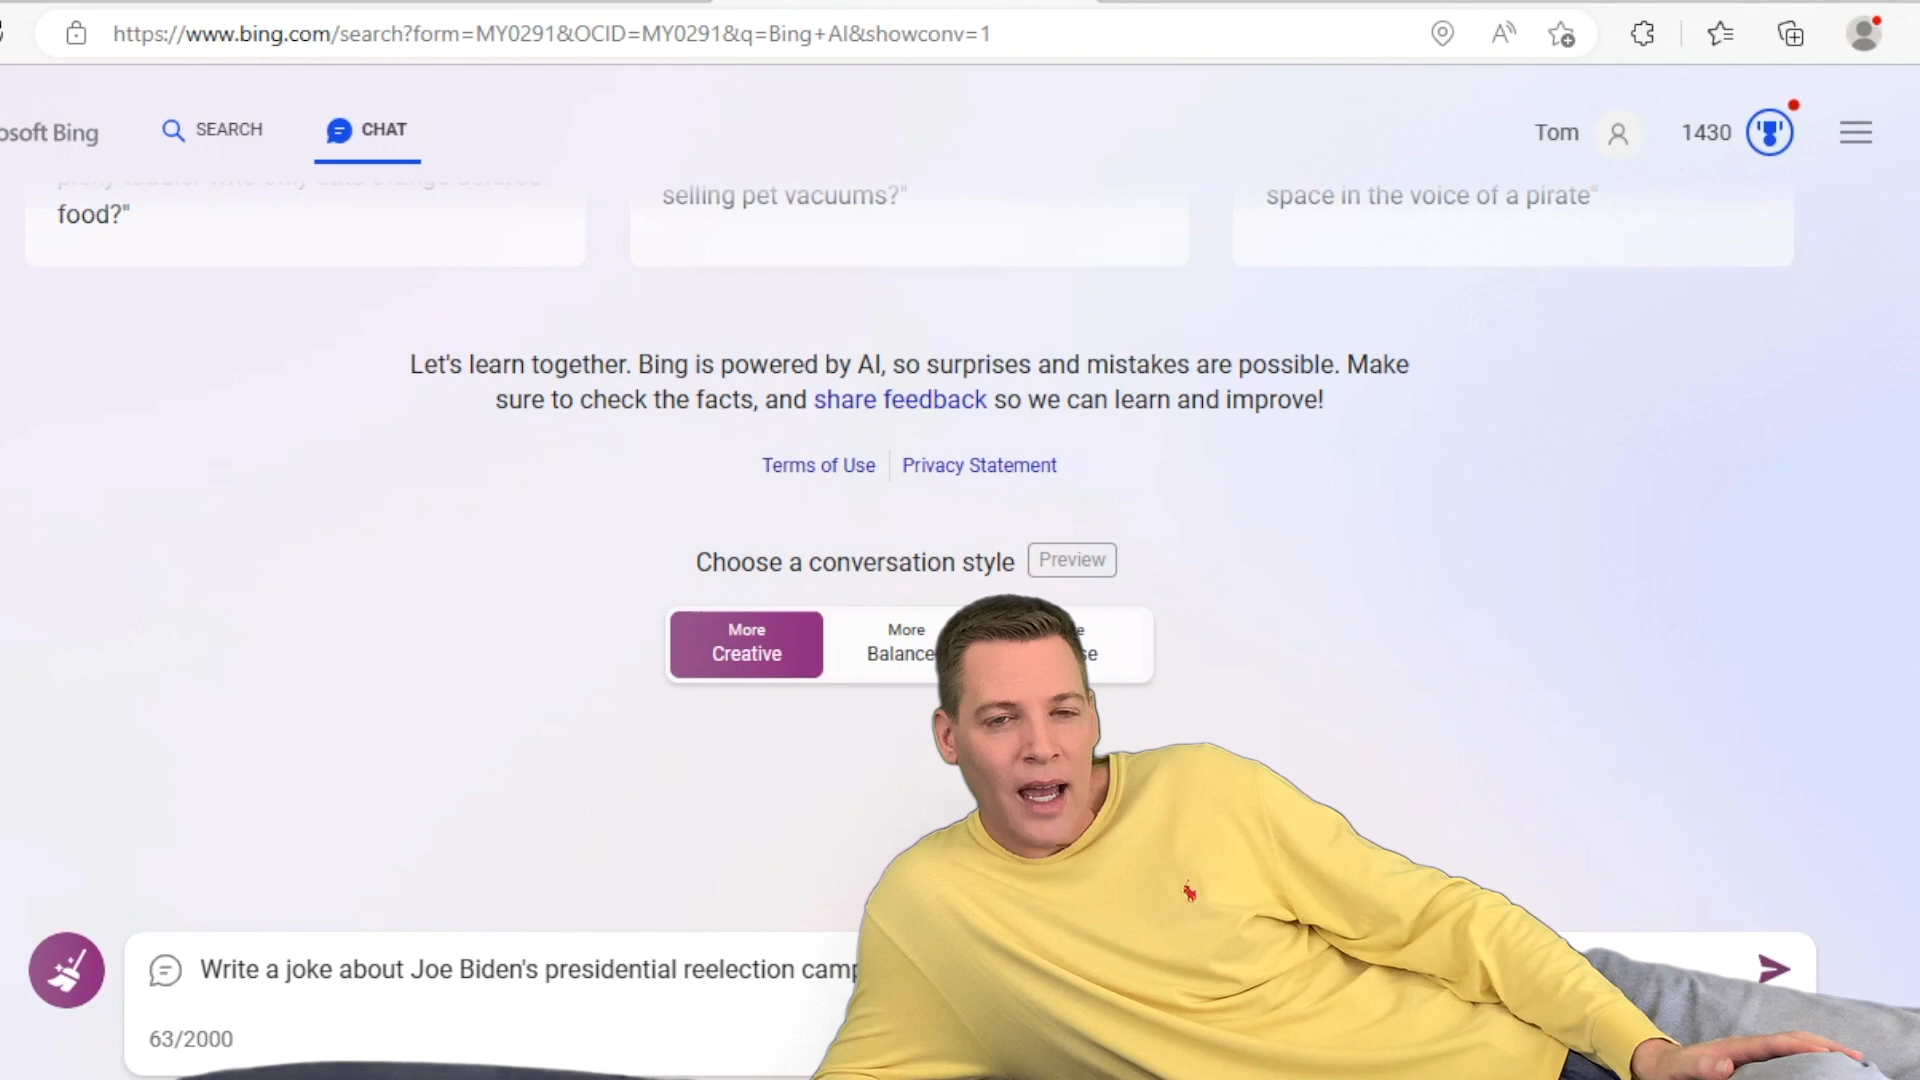 https://www.bing.com/search?form=MY0291&OCID=MY0291&q=Bing+AI&showconv=1
osoft Bing
SEARCH
CHAT
Tom
1430
food?"
selling pet vacuums?"
space in the voice of a pirate"
Let's learn together. Bing is powered by AI, so surprises and mistakes are possible. Make
sure to check the facts, and share feedback so we can learn and improve!
Terms of Use
Privacy Statement
Choose a conversation style
Preview
More
Creative
More
Balance
e
se
Write a joke about Joe Biden's presidential reelection camp
63/2000